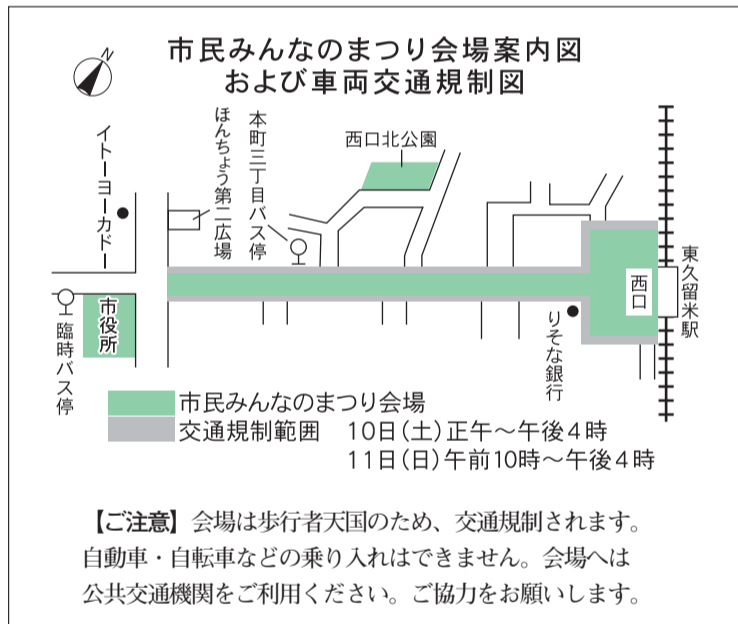 市民みんなのまつり会場案内図
および車両交通規制図
N
イトーヨーカドー
ほんちょう第二広場
本町三丁目バス停
西口北公園
東久留米駅
西口
りそな銀行
市役所
臨時バス停
市民みんなのまつり会場
交通規制範囲 10日(土)正午～午後4時
11日(日)午前10時～午後4時
【ご注意】会場は歩行者天国のため、交通規制されます。
自動車・自転車などの乗り入れはできません。会場へは
公共交通機関をご利用ください。ご協力をお願いします。